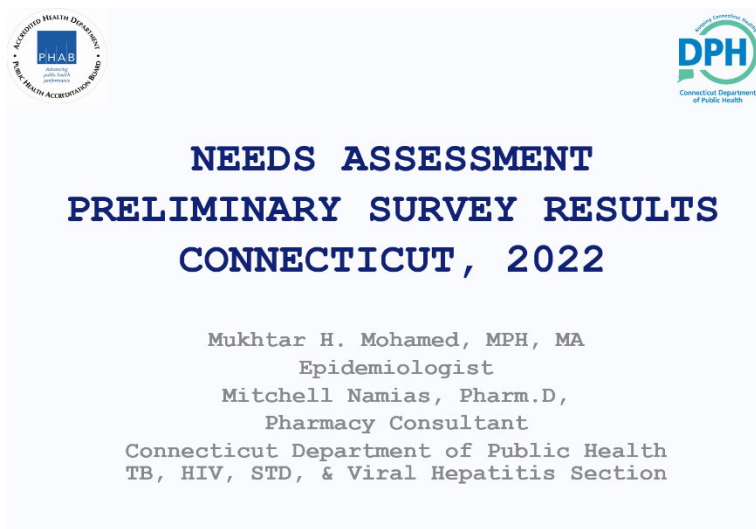 ACCREDITED HEALTH DEPARTMENT
PHAB
Advancing
public health
performance
PUBLIC HEALTH ACCREDITATION BOARD
Keeping Connecticut Healthy
DPH
Connecticut Department
of Public Health
NEEDS ASSESSMENT
PRELIMINARY SURVEY RESULTS
CONNECTICUT, 2022
Mukhtar H. Mohamed, MPH, MA
Epidemiologist
Mitchell Namias, Pharm.D,
Pharmacy Consultant
Connecticut Department of Public Health
TB, HIV, STD, & Viral Hepatitis Section